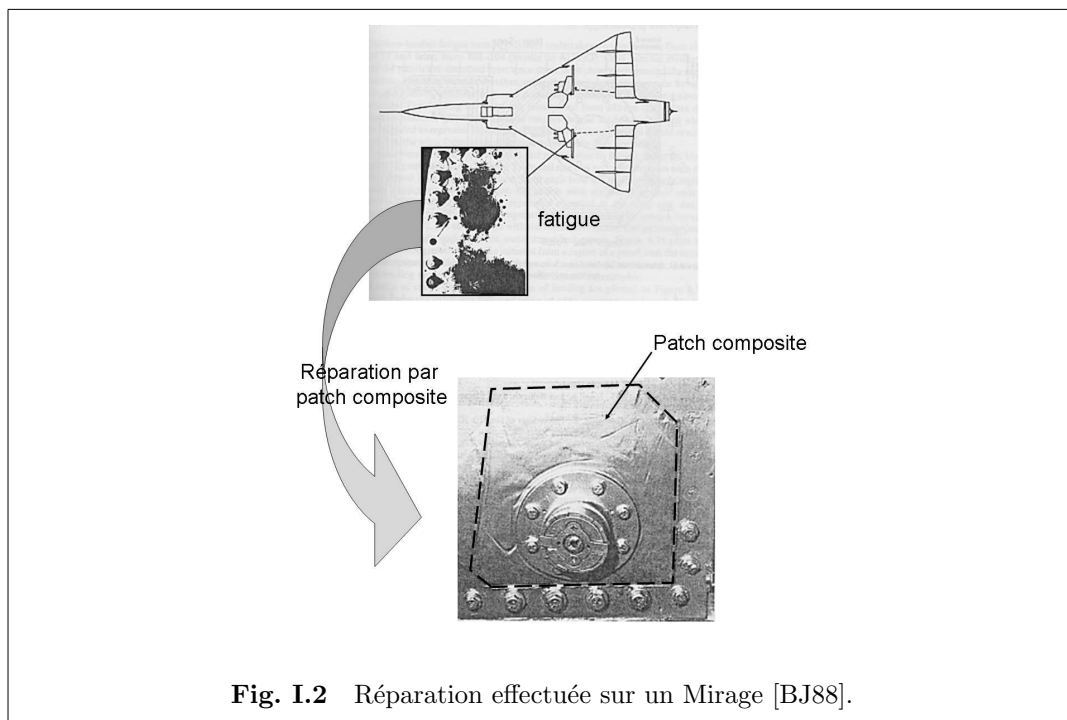 fatigue
Patch composite
Réparation par
patch composite
Fig. I.2 Réparation effectuée sur un Mirage [BJ88].